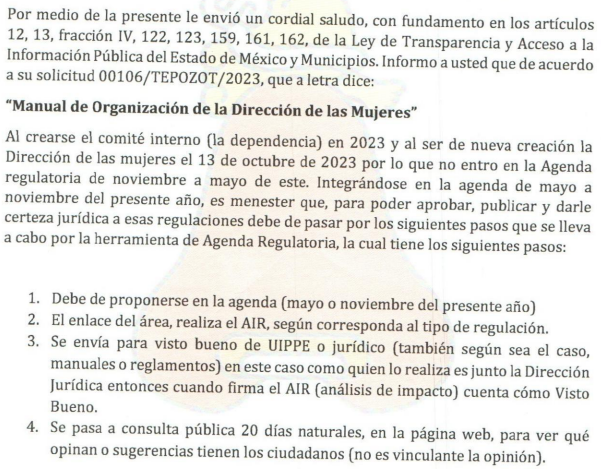 Por medio de la presente le envió un cordial saludo, con fundamento en los artículos
12, 13, fracción IV, 122, 123, 159, 161, 162, de la Ley de Transparencia y Acceso a la
Información Pública del Estado de México y Municipios. Informo a usted que de acuerdo
a su solicitud 00106/TEPOZOT/2023, que a letra dice:
"Manual de Organización de la Dirección de las Mujeres"
Al crearse el comité interno (la dependencia) en 2023 y al ser de nueva creación la
Dirección de las mujeres el 13 de octubre de 2023 por lo que no entro en la Agenda
regulatoria de noviembre a mayo de este. Integrándose en la agenda de mayo a
noviembre del presente año, es menester que, para poder aprobar, publicar y darle
certeza jurídica a esas regulaciones debe de pasar por los siguientes pasos que se lleva
a cabo por la herramienta de Agenda Regulatoria, la cual tiene los siguientes pasos:
1. Debe de proponerse en la agenda (mayo o noviembre del presente año)
2. El enlace del área, realiza el AIR, según corresponda al tipo de regulación.
3. Se envía para visto bueno de UIPPE o jurídico (también según sea el caso,
manuales o reglamentos) en este caso como quien lo realiza es junto la Dirección
Jurídica entonces cuando firma el AIR (análisis de impacto) cuenta cómo Visto
Bueno.
4. Se pasa a consulta pública 20 días naturales, en la página web, para ver qué
opinan o sugerencias tienen los ciudadanos (no es vinculante la opinión).